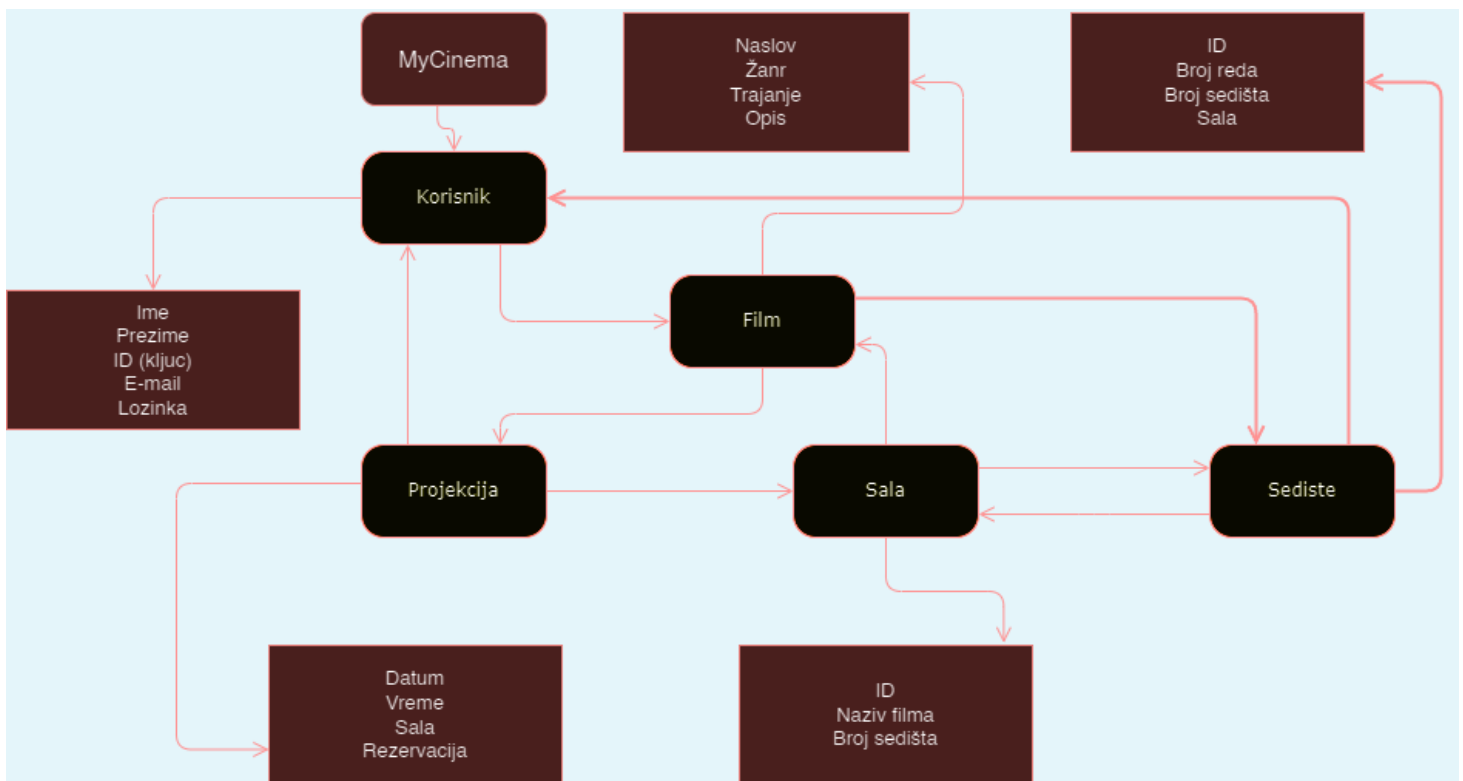 MyCinema
Naslov
Žanr
Trajanje
Opis
ID
Broj reda
Broj sedišta
Sala
Korisnik
Ime
Prezime
ID (kljuc)
E-mail
Lozinka
Film
Projekcija
Sala
Sediste
Datum
Vreme
Sala
Rezervacija
ID
Naziv filma
Broj sedišta